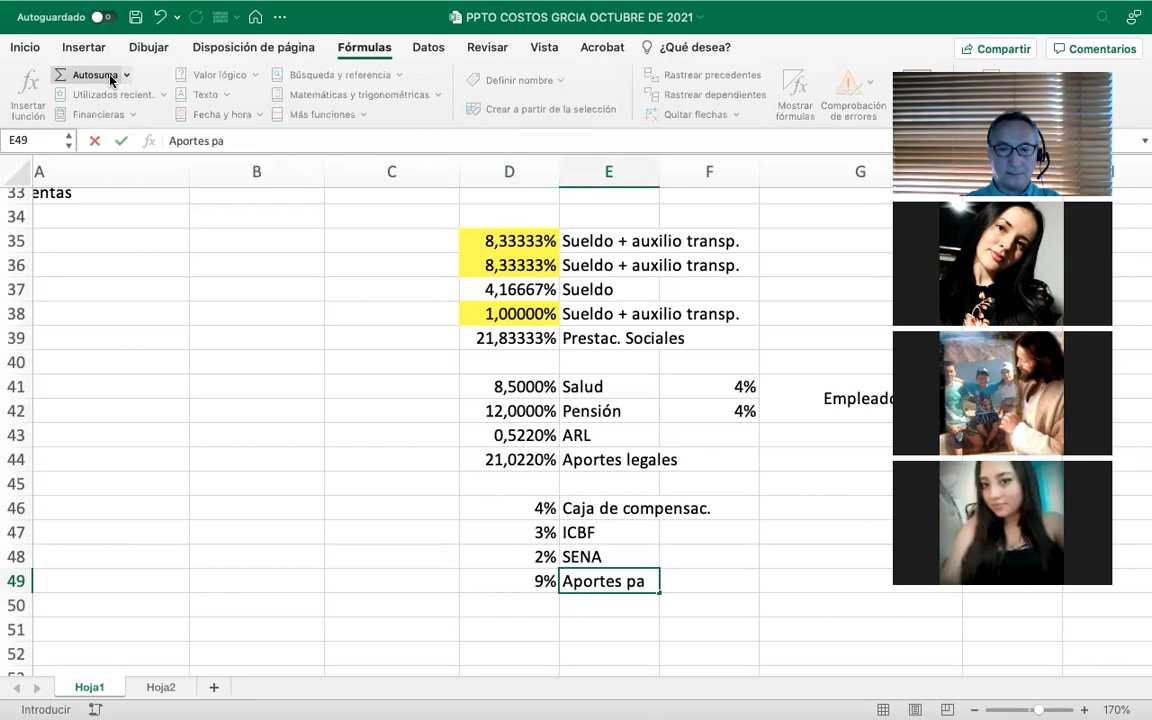 Autoguardado
PPTO COSTOS GRCIA OCTUBRE DE 2021
Inicio Insertar Dibujar Disposición de página Fórmulas Datos Revisar Vista Acrobat ¿Qué desea? Compartir Comentarios
Insertar función
Autosuma
Utilizados recient.
Financieras
Valor lógico
Texto
Fecha y hora
Búsqueda y referencia
Matemáticas y trigonométricas
Más funciones
Definir nombre
Crear a partir de la selección
Rastrear precedentes
Rastrear dependientes
Quitar flechas
Mostrar fórmulas
Comprobación de errores
E49 fx Aportes pa
A B C D E F G
33 entas
34
35 8,33333% Sueldo + auxilio transp.
36 8,33333% Sueldo + auxilio transp.
37 4,16667% Sueldo
38 1,00000% Sueldo + auxilio transp.
39 21,83333% Prestac. Sociales
40
41 8,5000% Salud 4%
Empleado
42 12,0000% Pensión 4%
43 0,5220% ARL
44 21,0220% Aportes legales
45
46 4% Caja de compensac.
47 3% ICBF
48 2% SENA
49 9% Aportes pa
50
51
52
Hoja1 Hoja2 +
Introducir 170%